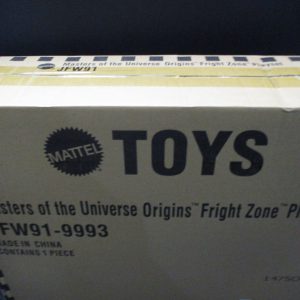 Masters of the Universe Origins™ Fright Zone™ Playset
JFW91
MATTEL
TOYS
sters of the Universe Origins™ Fright Zone™ P
FW91-9993
MADE IN CHINA
CONTAINS 1 PIECE